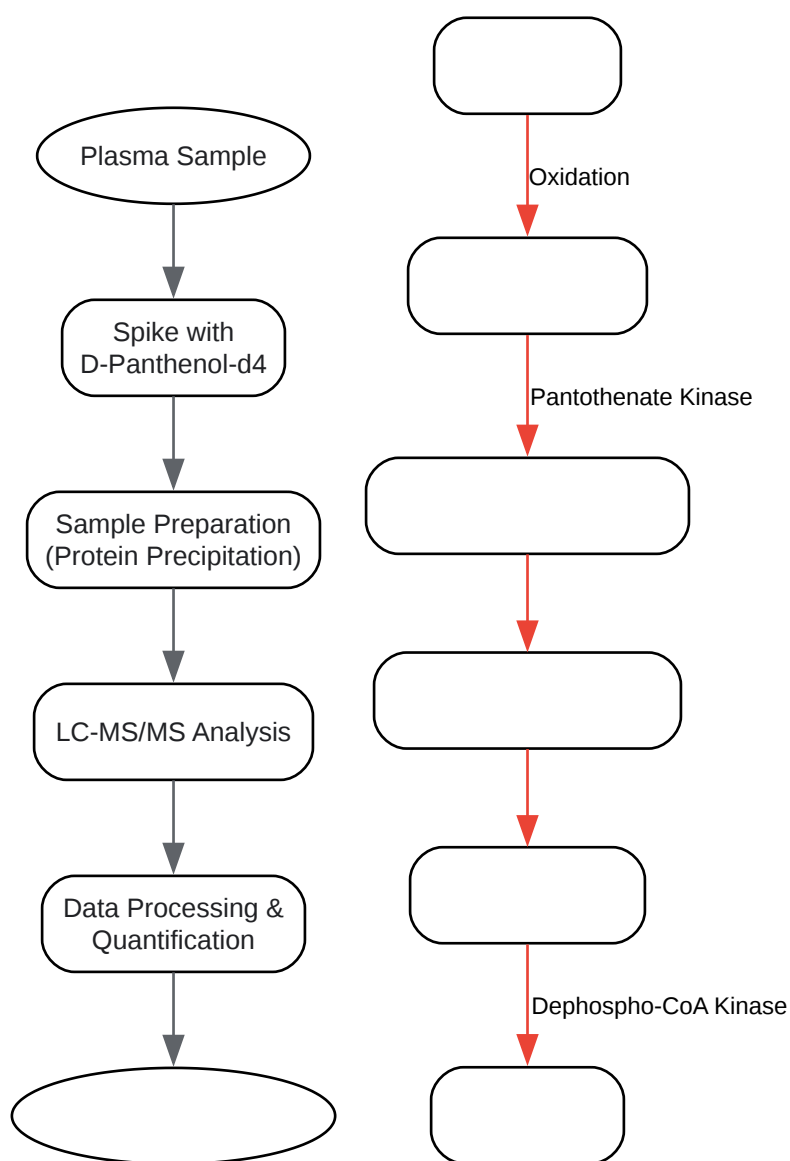 Plasma Sample
Spike with
D-Panthenol-d4
Sample Preparation
(Protein Precipitation)
LC-MS/MS Analysis
Data Processing &
Quantification
Oxidation
Pantothenate Kinase
Dephospho-CoA Kinase